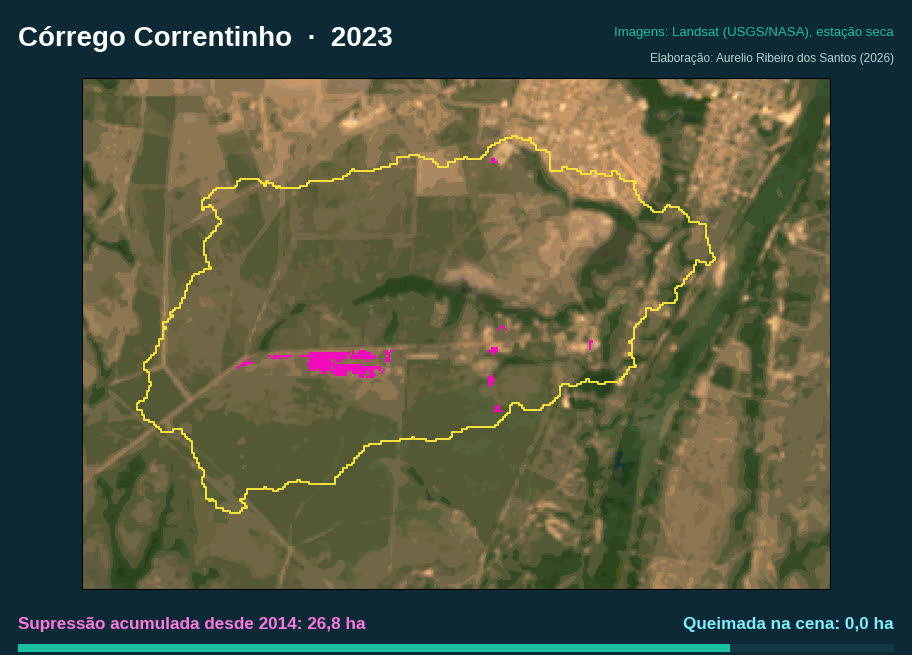 Córrego Correntinho · 2023
Imagens: Landsat (USGS/NASA), estação seca
Elaboração: Aurelio Ribeiro dos Santos (2026)
Supressão acumulada desde 2014: 26,8 ha
Queimada na cena: 0,0 ha